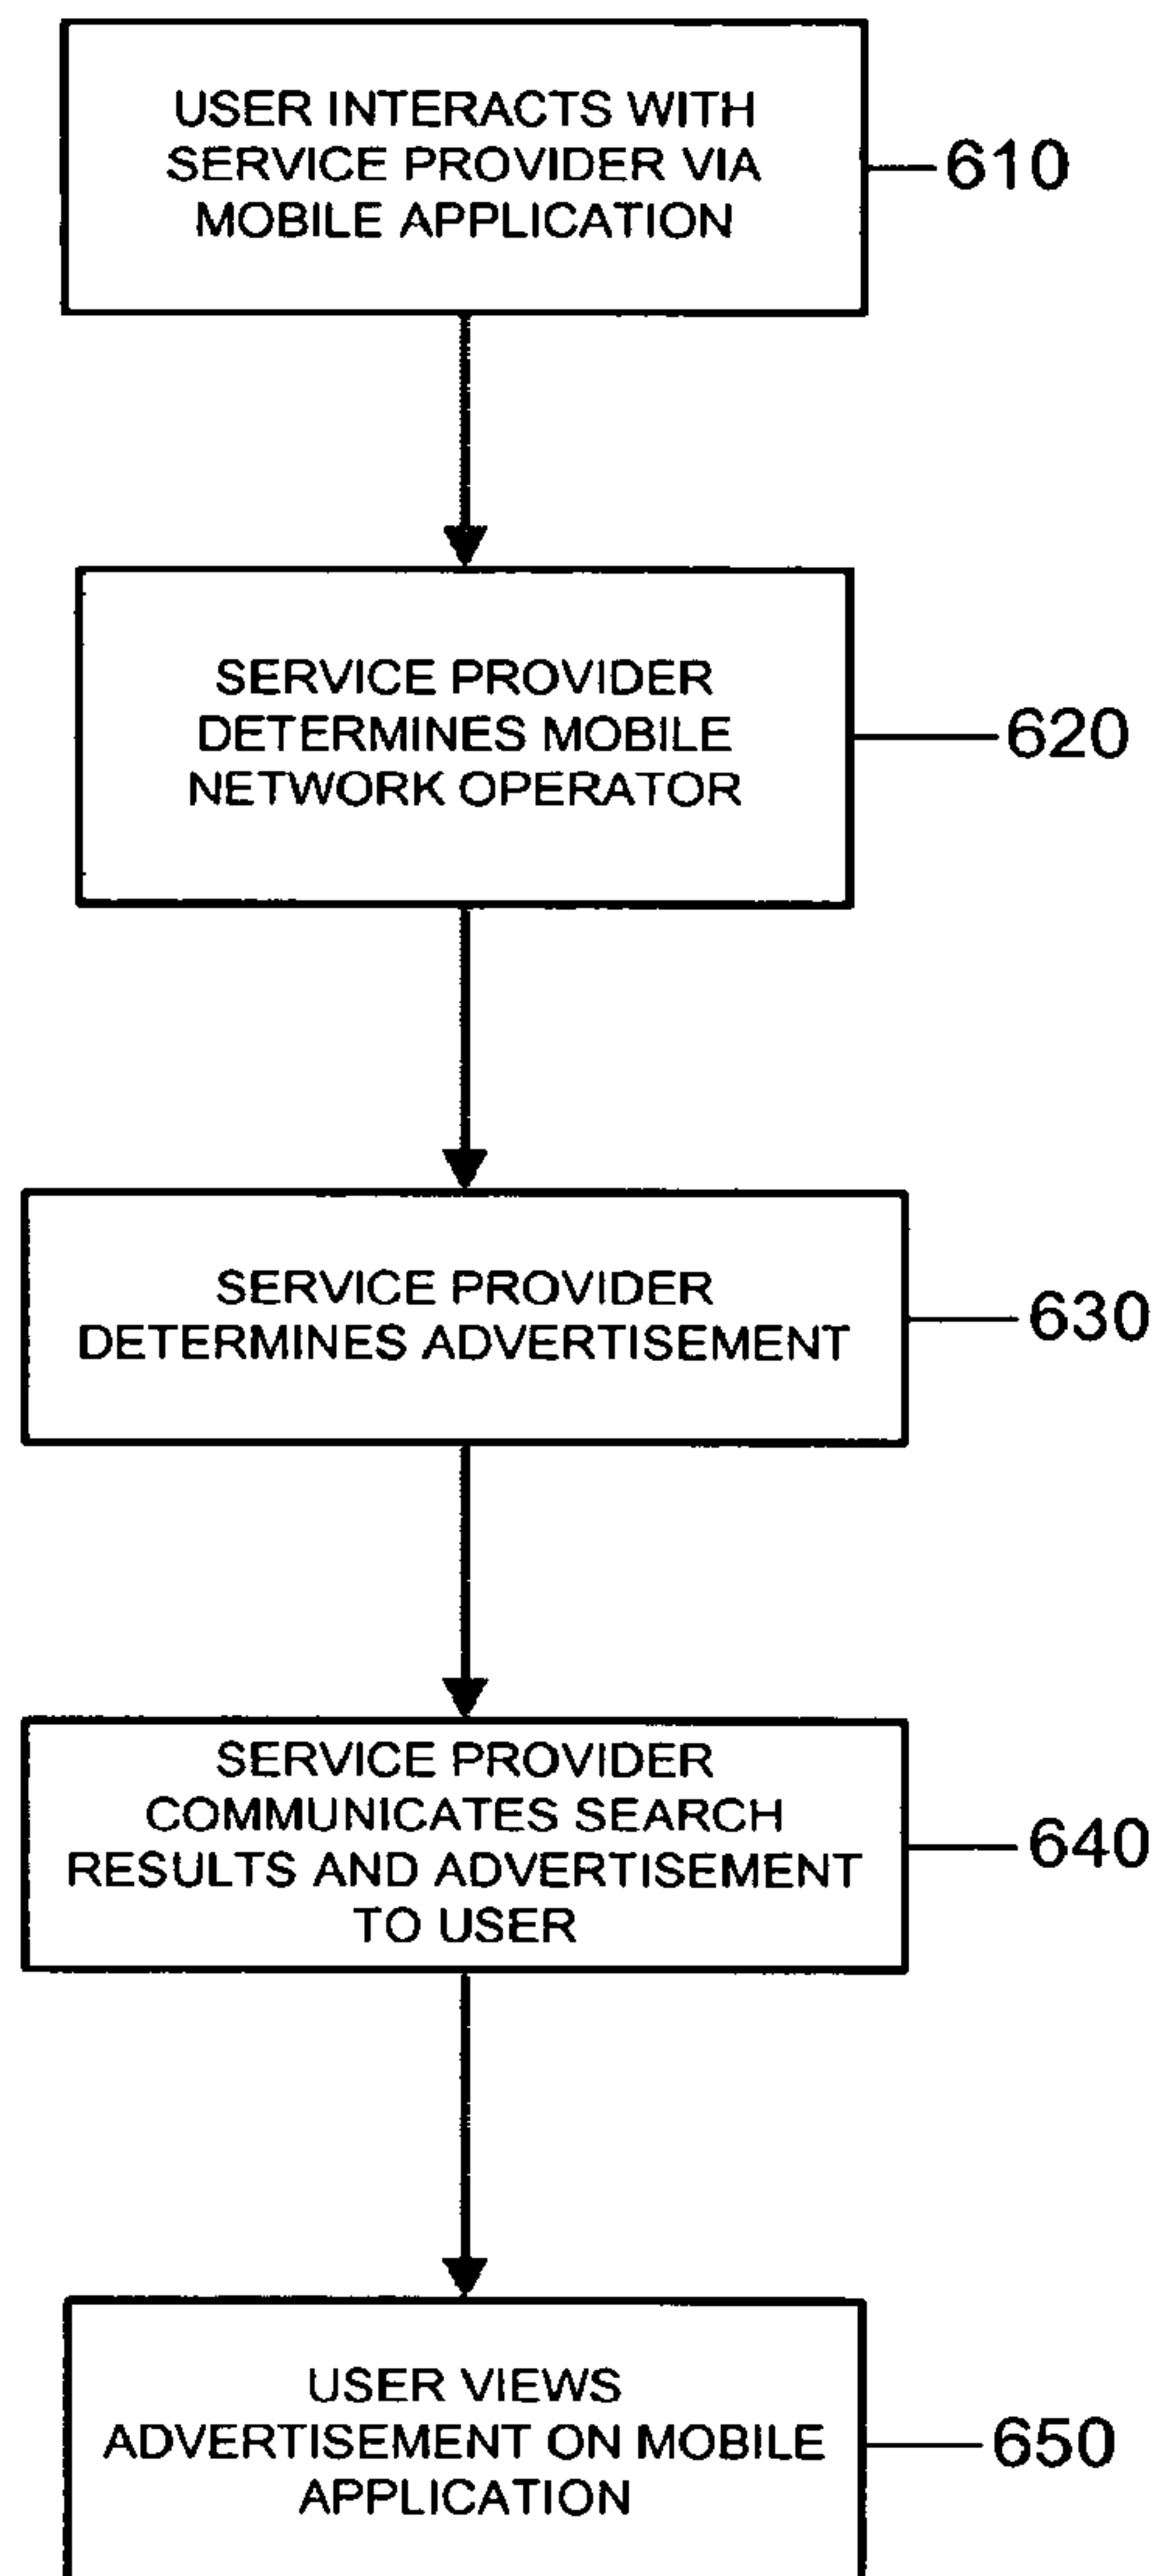 USER INTERACTS WITH
SERVICE PROVIDER VIA
MOBILE APPLICATION
610
SERVICE PROVIDER
DETERMINES MOBILE
NETWORK OPERATOR
620
SERVICE PROVIDER
DETERMINES ADVERTISEMENT
630
SERVICE PROVIDER
COMMUNICATES SEARCH
RESULTS AND ADVERTISEMENT
TO USER
640
USER VIEWS
ADVERTISEMENT ON MOBILE
APPLICATION
650